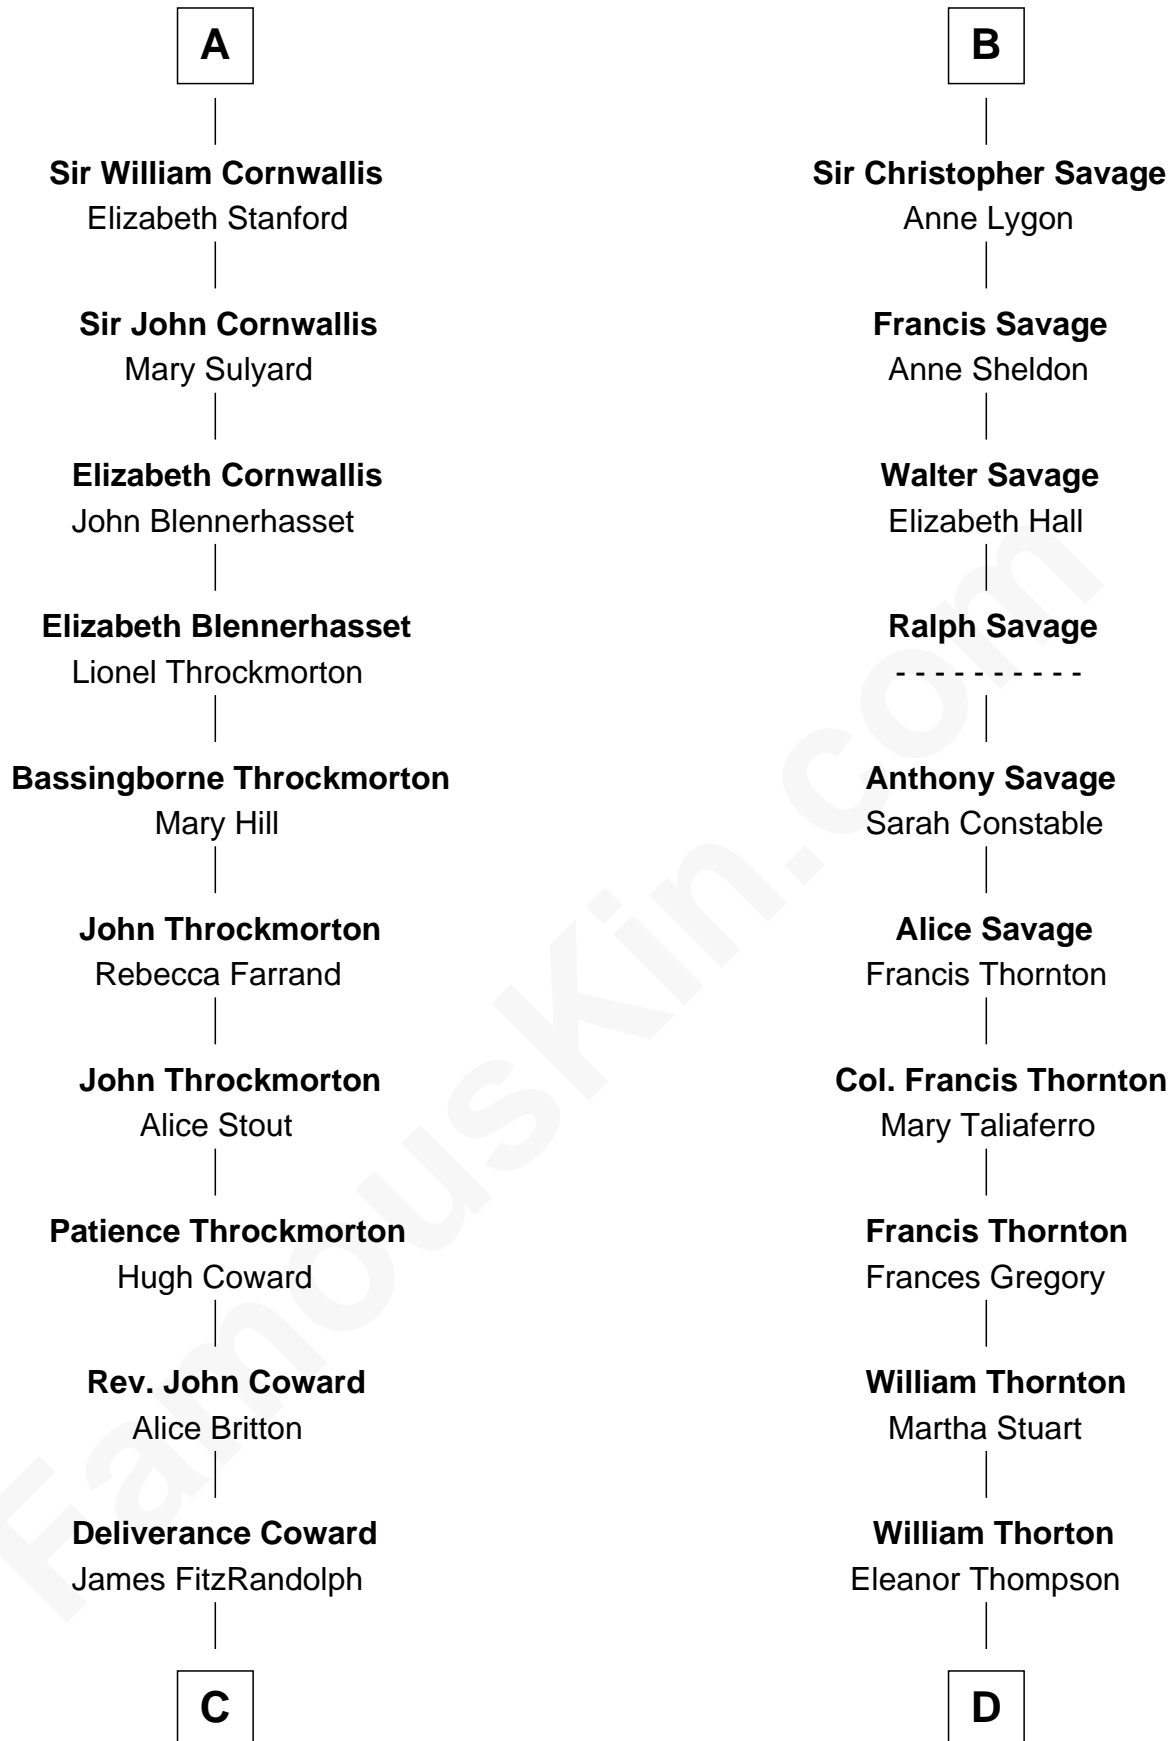 A
Sir William Cornwallis
Elizabeth Stanford
Sir John Cornwallis
Mary Sulyard
Elizabeth Cornwallis
John Blennerhasset
Elizabeth Blennerhasset
Lionel Throckmorton
Bassingborne Throckmorton
Mary Hill
John Throckmorton
Rebecca Farrand
John Throckmorton
Alice Stout
Patience Throckmorton
Hugh Coward
Rev. John Coward
Alice Britton
Deliverance Coward
James FitzRandolph
C
B
Sir Christopher Savage
Anne Lygon
Francis Savage
Anne Sheldon
Walter Savage
Elizabeth Hall
Ralph Savage
- - - - - - - - - -
Anthony Savage
Sarah Constable
Alice Savage
Francis Thornton
Col. Francis Thornton
Mary Taliaferro
Francis Thornton
Frances Gregory
William Thornton
Martha Stuart
William Thorton
Eleanor Thompson
D
FamousKin.com